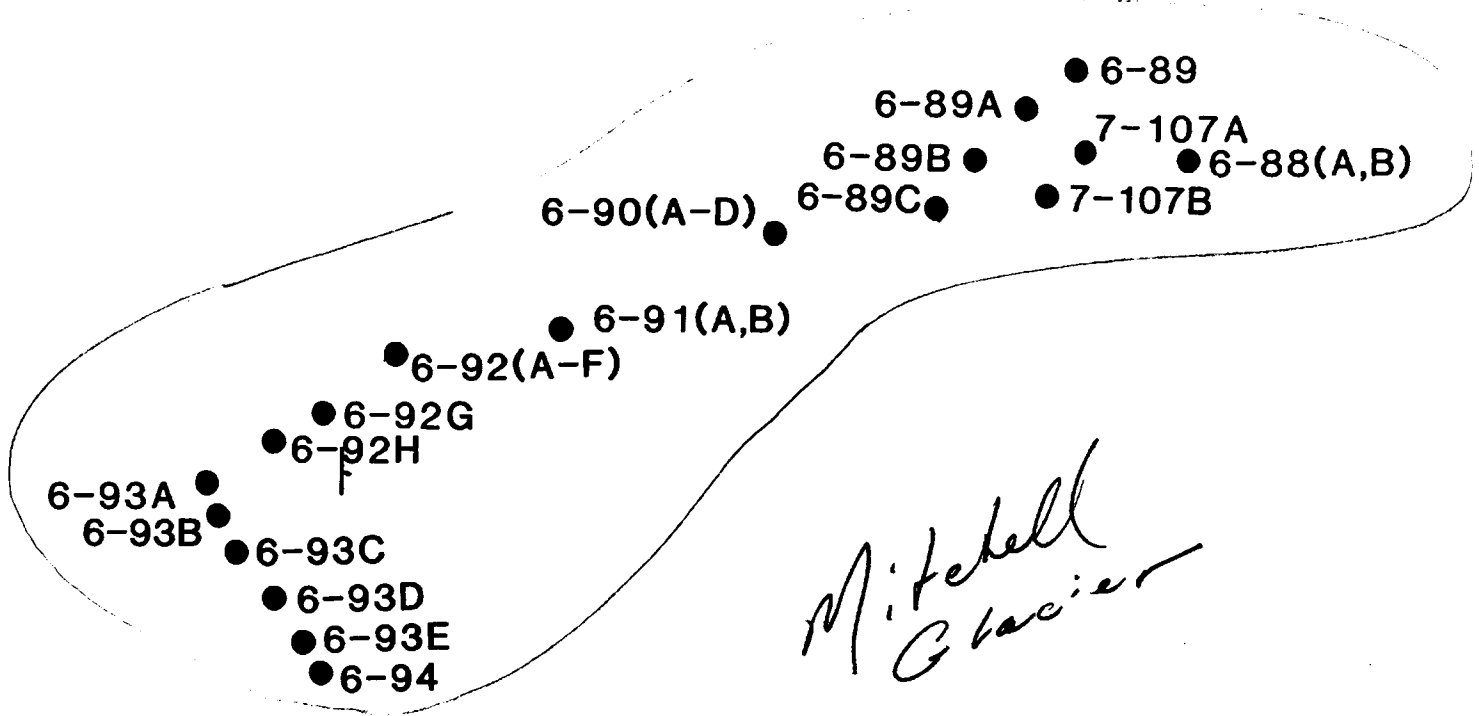 6-89
6-89A
7-107A
6-89B
6-88(A,B)
6-89C
7-107B
6-90(A-D)
6-91(A,B)
6-92(A-F)
6-92G
6-92H
6-93A
6-93B
6-93C
6-93D
6-93E
6-94
Mitchell
Glacier